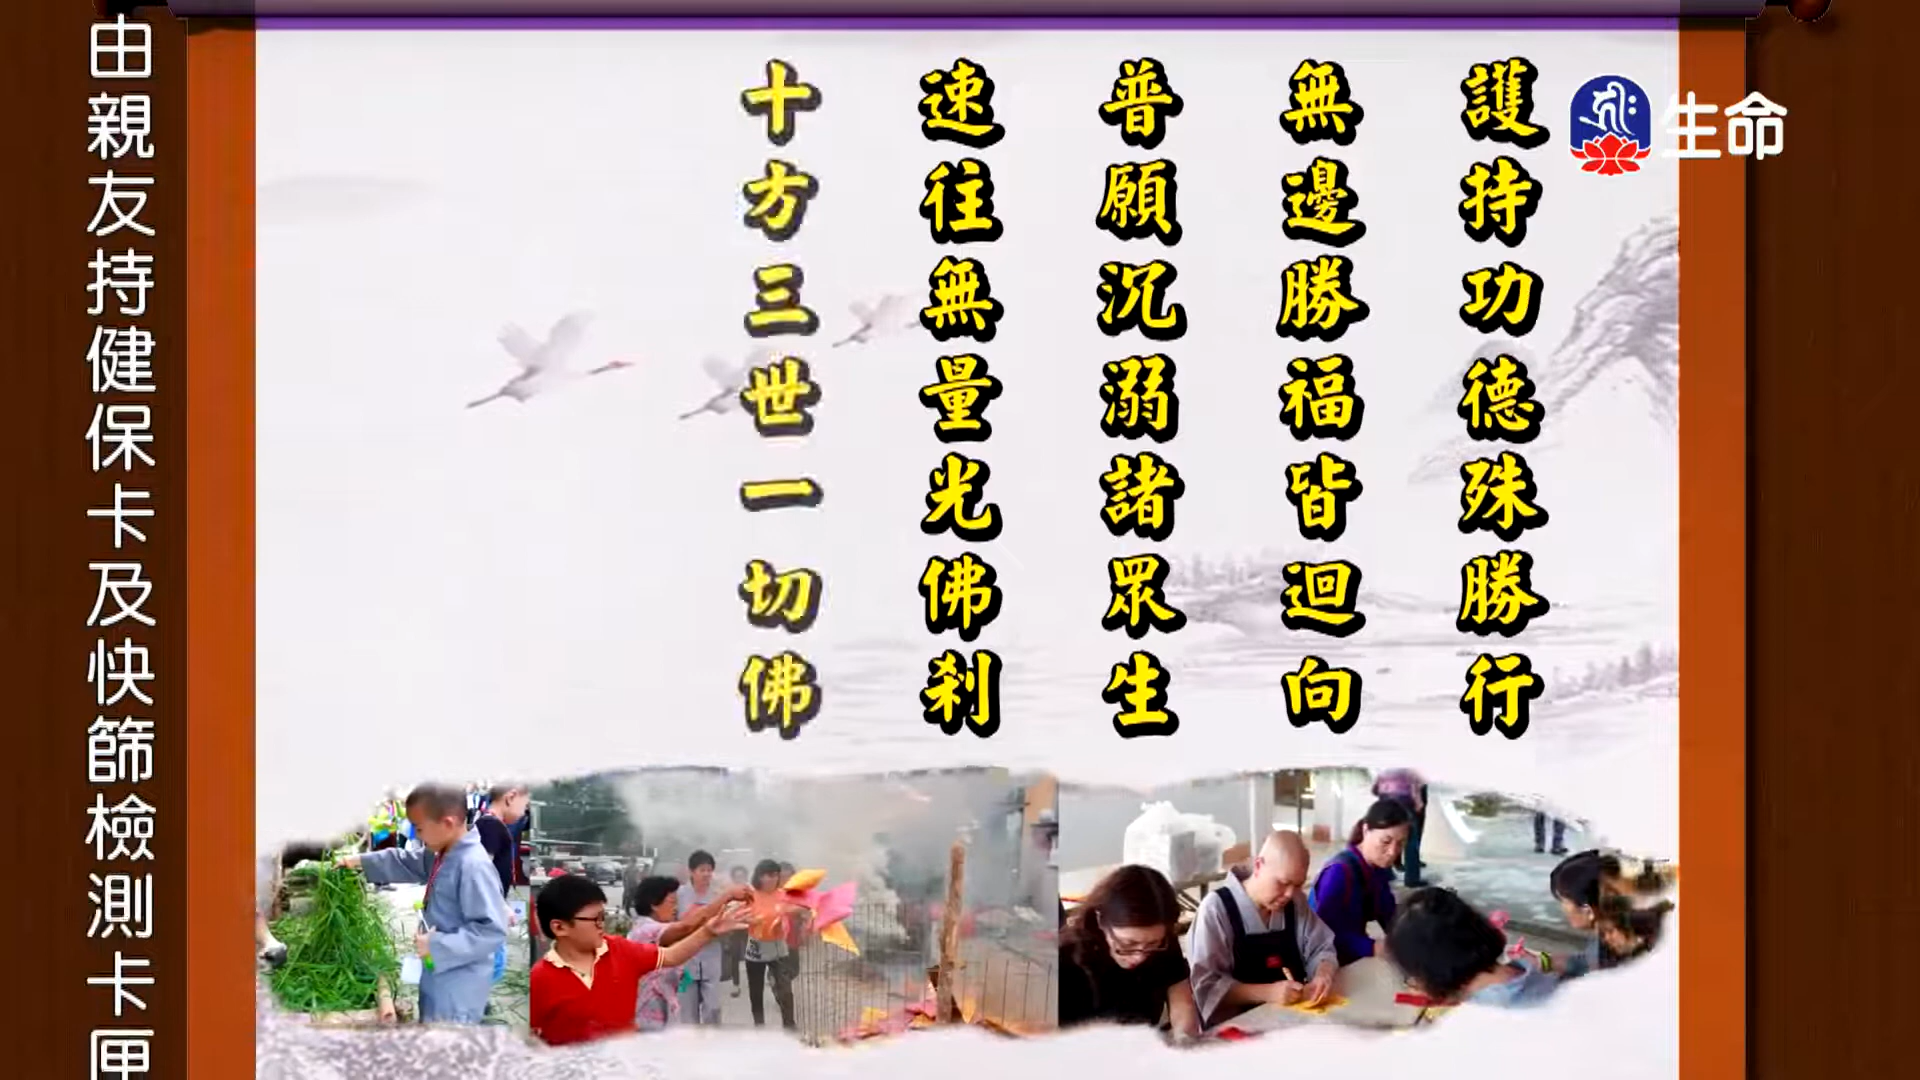 護持功德殊勝行
無邊勝福皆迴向
普願沉溺諸眾生
速往無量光佛剎
十方三世一切佛
生命
由親友持健保卡及快篩檢測卡匣